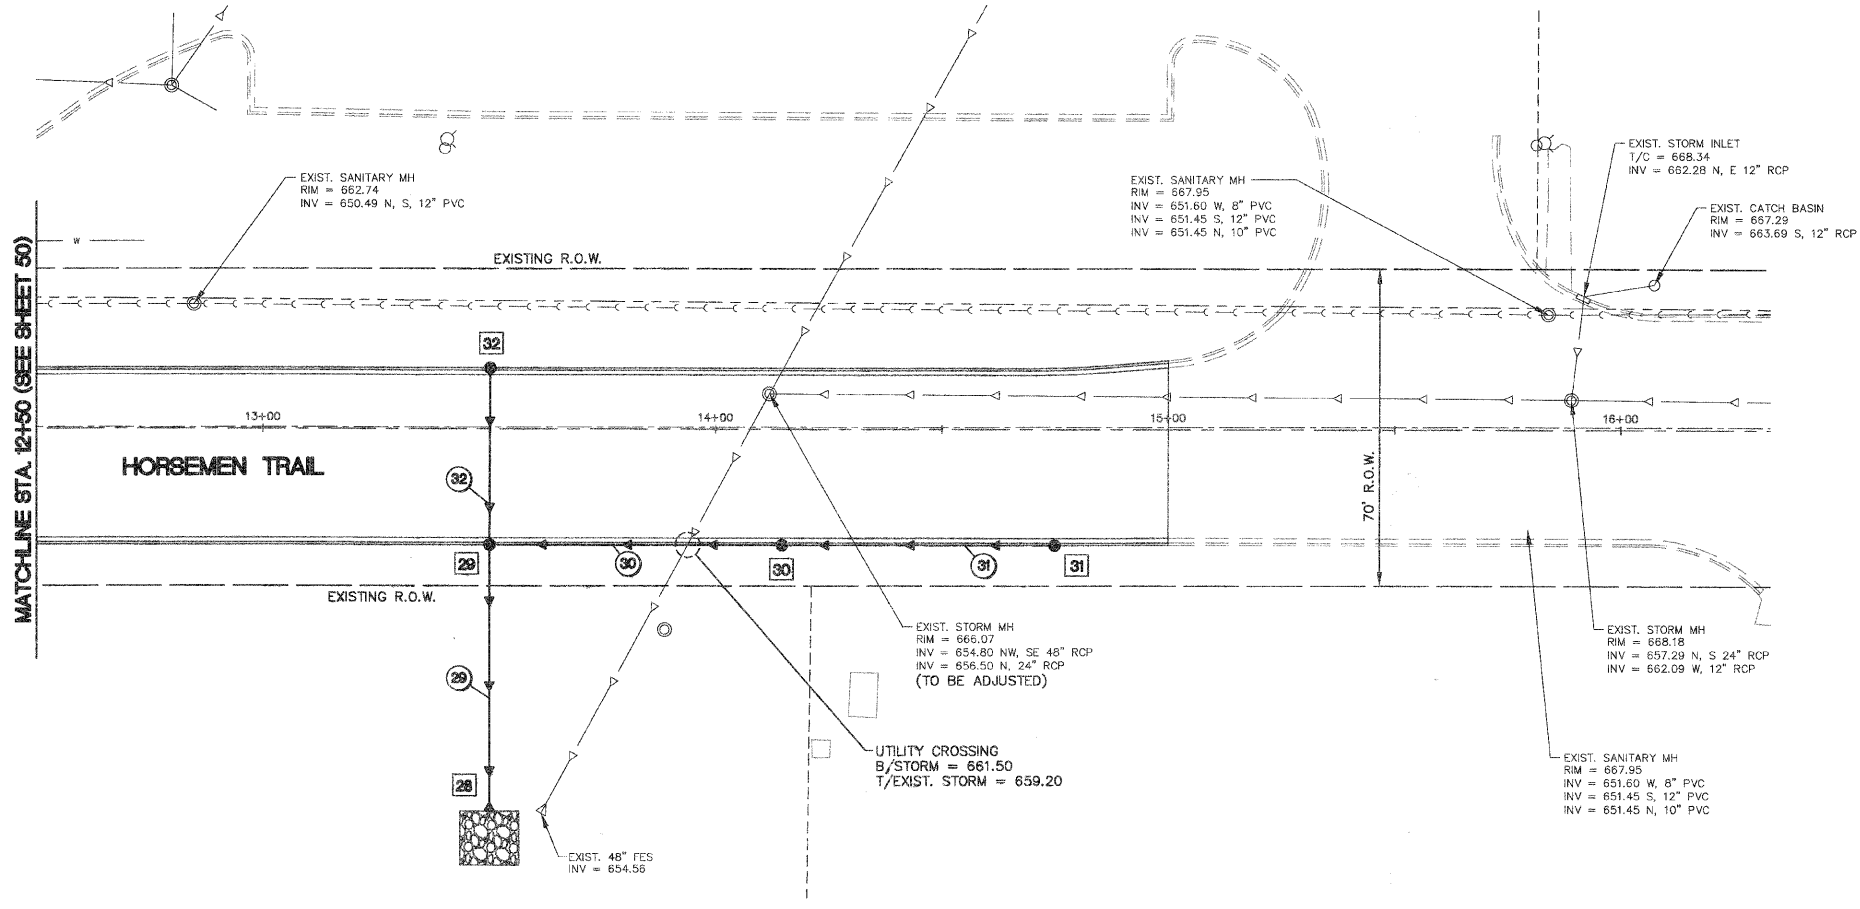 EXIST. STORM INLET
T/C = 668.34
INV = 662.28 N, E 12" RCP
EXIST. SANITARY MH
RIM = 662.74
INV = 650.49 N, S, 12" PVC
EXIST. SANITARY MH
RIM = 667.95
INV = 651.60 W, 8" PVC
INV = 651.45 S, 12" PVC
INV = 651.45 N, 10" PVC
EXIST. CATCH BASIN
RIM = 667.29
INV = 663.69 S, 12" RCP
MATCHLINE STA. 12+50 (SEE SHEET 50)
W
EXISTING R.O.W.
32
13+00
14+00
15+00
16+00
HORSEMEN TRAIL
32
70' R.O.W.
29
30
30
31
31
EXISTING R.O.W.
EXIST. STORM MH
RIM = 666.07
INV = 654.80 NW, SE 48" RCP
INV = 656.50 N, 24" RCP
(TO BE ADJUSTED)
EXIST. STORM MH
RIM = 668.18
INV = 657.29 N, S 24" RCP
INV = 662.09 W, 12" RCP
29
UTILITY CROSSING
B/STORM = 661.50
T/EXIST. STORM = 659.20
EXIST. SANITARY MH
RIM = 667.95
INV = 651.60 W, 8" PVC
INV = 651.45 S, 12" PVC
INV = 651.45 N, 10" PVC
28
EXIST. 48" FES
INV = 654.56